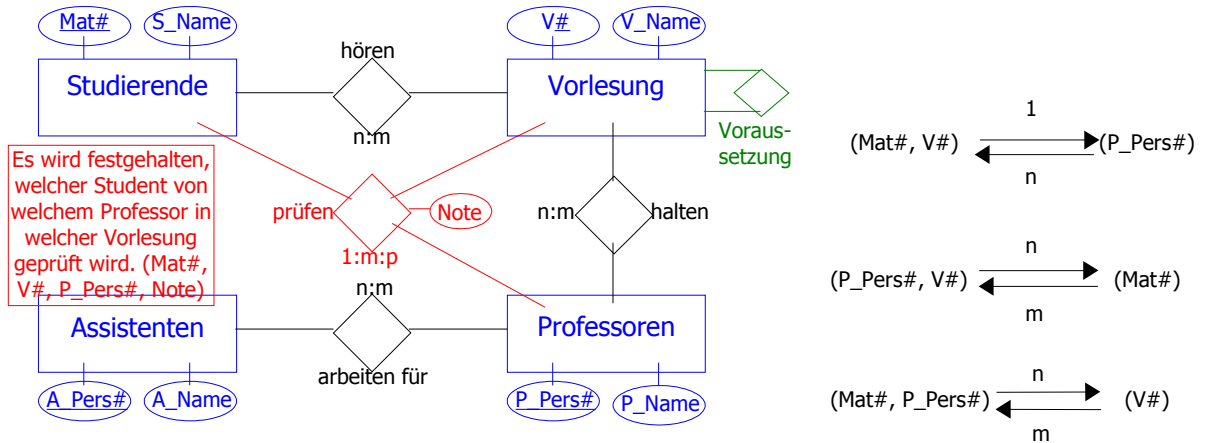 Mat#
S_Name
V#
V_Name
hören
Studierende
Vorlesung
n:m
Voraus-
setzung
Es wird festgehalten,
welcher Student von
welchem Professor in
welcher Vorlesung
geprüft wird. (Mat#,
V#, P_Pers#, Note)
prüfen
Note
1:m:p
n:m
halten
n:m
Assistenten
Professoren
arbeiten für
A_Pers#
A_Name
P_Pers#
P_Name
1
(Mat#, V#)
(P_Pers#)
n
n
(P_Pers#, V#)
(Mat#)
m
n
(Mat#, P_Pers#)
(V#)
m